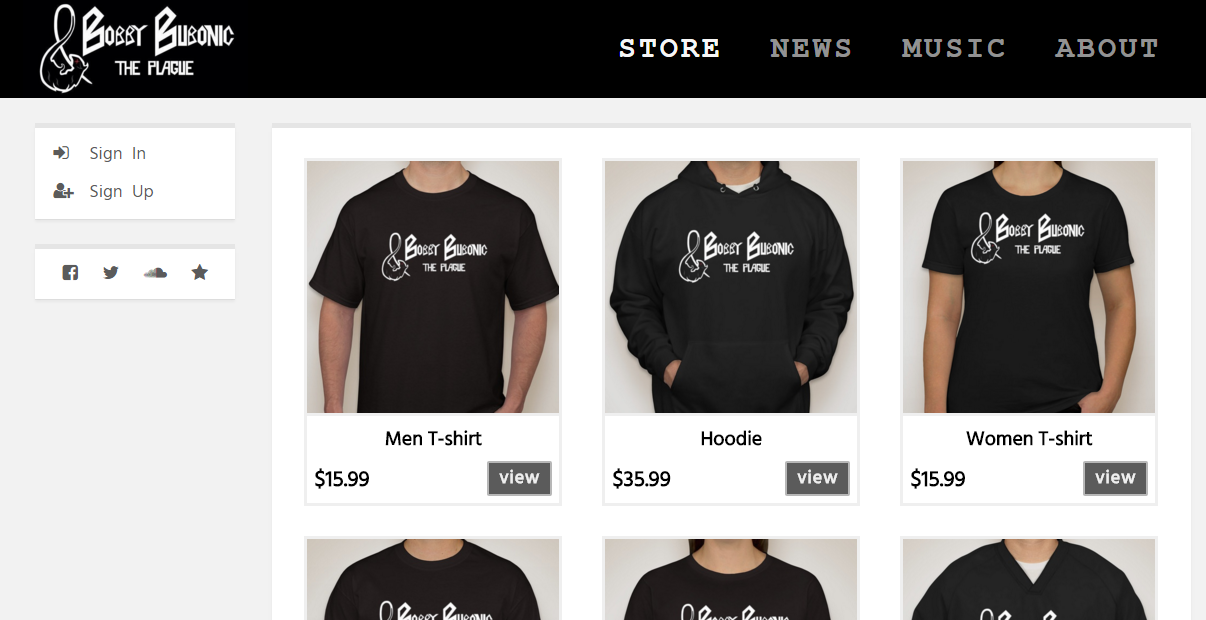 Bobby Bubonic
THE PLAGUE
STORE NEWS MUSIC ABOUT
Sign In
Sign Up
Bobby Bubonic
THE PLAGUE
Bobby Bubonic
THE PLAGUE
Bobby Bubonic
THE PLAGUE
Men T-shirt
Hoodie
Women T-shirt
$15.99 view
$35.99 view
$15.99 view
Bobby Bubonic
Bobby Bubonic